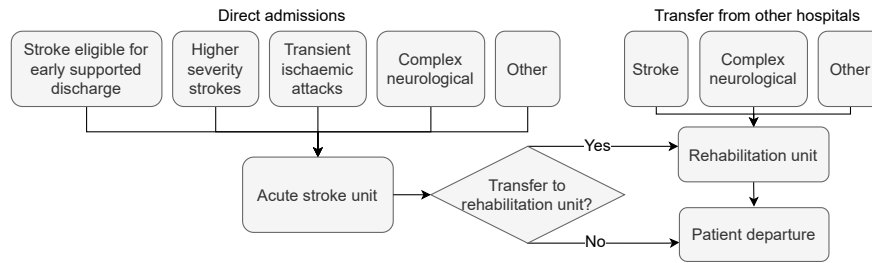 Direct admissions
Transfer from other hospitals
Stroke eligible for
early supported
discharge
Higher
severity
strokes
Transient
ischaemic
attacks
Complex
neurological
Other
Stroke
Complex
neurological
Other
Acute stroke unit
Transfer to
rehabilitation unit?
Yes
No
Rehabilitation unit
Patient departure